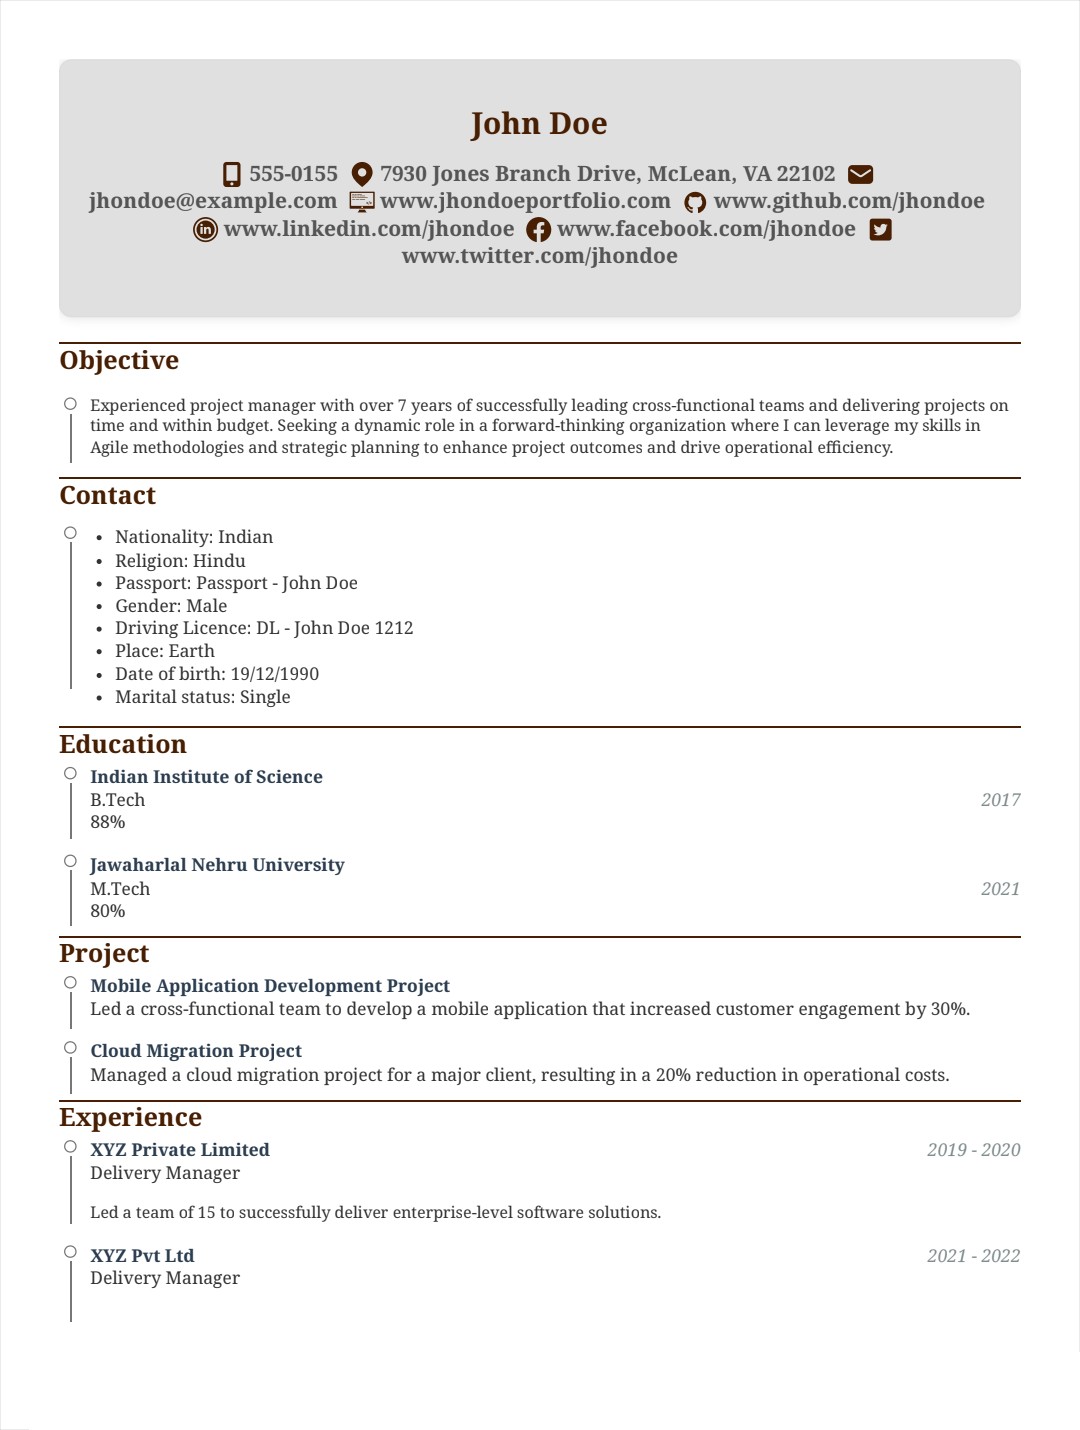 John Doe
555-0155 7930 Jones Branch Drive, McLean, VA 22102
jhondoe@example.com www.jhondoeportfolio.com www.github.com/jhondoe
www.linkedin.com/jhondoe www.facebook.com/jhondoe
www.twitter.com/jhondoe
Objective
Experienced project manager with over 7 years of successfully leading cross-functional teams and delivering projects on
time and within budget. Seeking a dynamic role in a forward-thinking organization where I can leverage my skills in
Agile methodologies and strategic planning to enhance project outcomes and drive operational efficiency.
Contact
• Nationality: Indian
• Religion: Hindu
• Passport: Passport - John Doe
• Gender: Male
• Driving Licence: DL - John Doe 1212
• Place: Earth
• Date of birth: 19/12/1990
• Marital status: Single
Education
Indian Institute of Science
B.Tech 2017
88%
Jawaharlal Nehru University
M.Tech 2021
80%
Project
Mobile Application Development Project
Led a cross-functional team to develop a mobile application that increased customer engagement by 30%.
Cloud Migration Project
Managed a cloud migration project for a major client, resulting in a 20% reduction in operational costs.
Experience
XYZ Private Limited 2019 - 2020
Delivery Manager
Led a team of 15 to successfully deliver enterprise-level software solutions.
XYZ Pvt Ltd 2021 - 2022
Delivery Manager